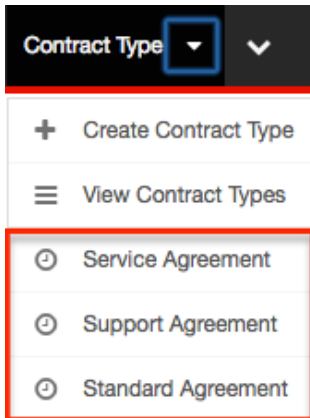 Contract Type
Create Contract Type
View Contract Types
Service Agreement
Support Agreement
Standard Agreement